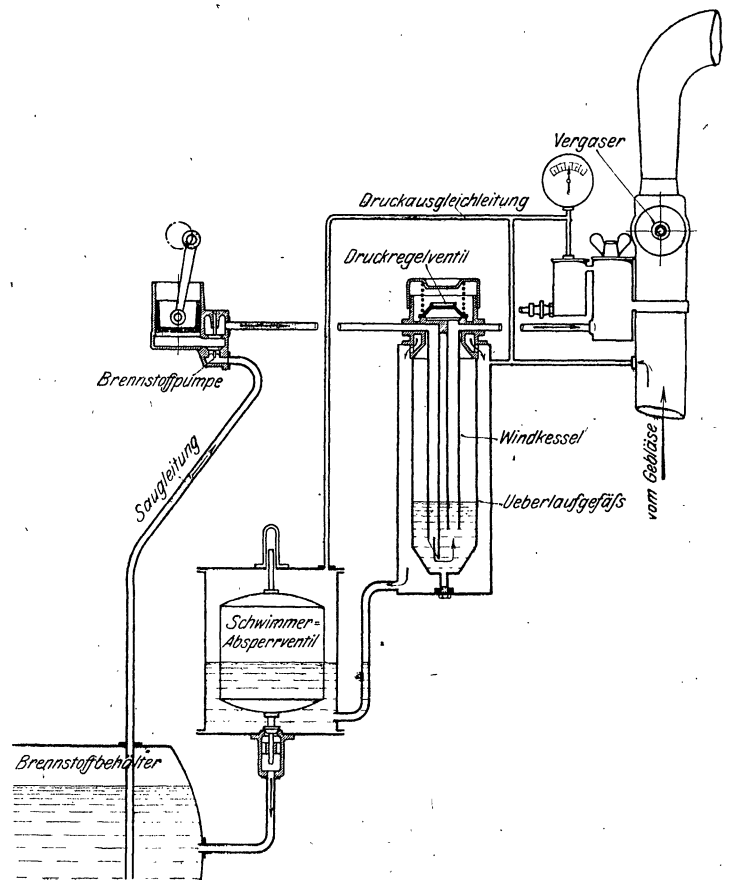 Vergaser
Druckausgleichleitung
Druckregelventil
Brennstoffpumpe
Windkessel
vom Gebläse
Saugleitung
Ueberlaufgefäß
Schwimmer=
Absperrventil
Brennstoffbehälter